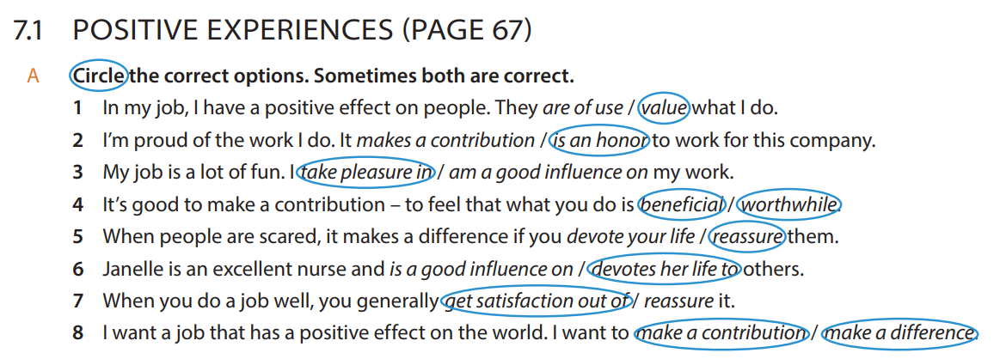 7.1 POSITIVE EXPERIENCES (PAGE 67)
A Circle the correct options. Sometimes both are correct.
1 In my job, I have a positive effect on people. They are of use / value what I do.
2 I'm proud of the work I do. It makes a contribution / is an honor to work for this company.
3 My job is a lot of fun. I take pleasure in / am a good influence on my work.
4 It's good to make a contribution – to feel that what you do is beneficial / worthwhile.
5 When people are scared, it makes a difference if you devote your life / reassure them.
6 Janelle is an excellent nurse and is a good influence on / devotes her life to others.
7 When you do a job well, you generally get satisfaction out of / reassure it.
8 I want a job that has a positive effect on the world. I want to make a contribution / make a difference.